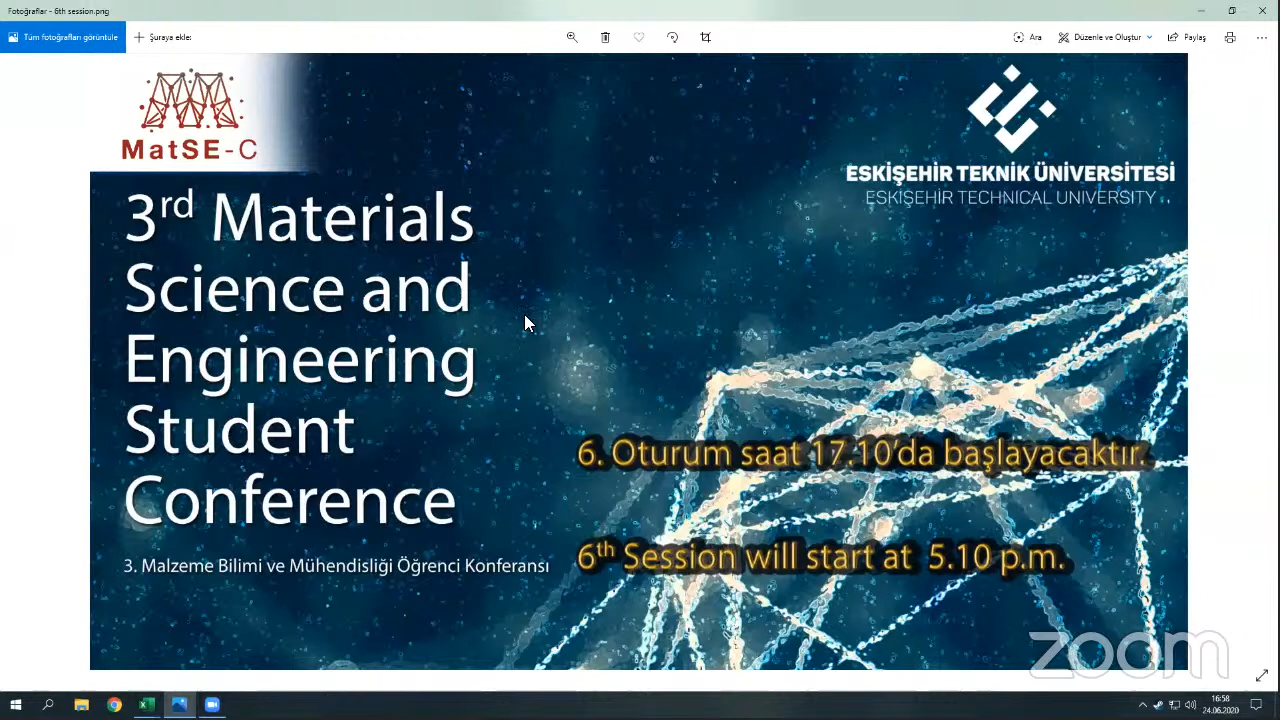 Fotoğraflar - 6th session.png
Tüm fotoğrafları görüntüle
Şuraya ekle:
Ara
Düzenle ve Oluştur
Paylaş
MatSE-C
ESKİŞEHİR TEKNİK ÜNİVERSİTESİ
ESKİŞEHİR TECHNICAL UNIVERSITY
3rd Materials
Science and
Engineering
Student
Conference
3. Malzeme Bilimi ve Mühendisliği Öğrenci Konferansı
6. Oturum saat 17.10'da başlayacaktır.
6th Session will start at 5.10 p.m.
zoom
16:58
24.06.2020